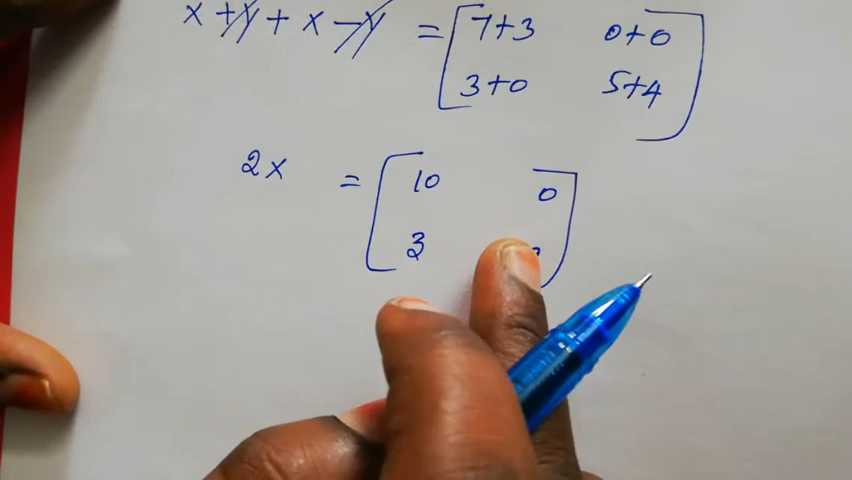 x + y + x - y = [ 7+3 0+0
3+0 5+4 ]
2x = [ 10 0
3 ]